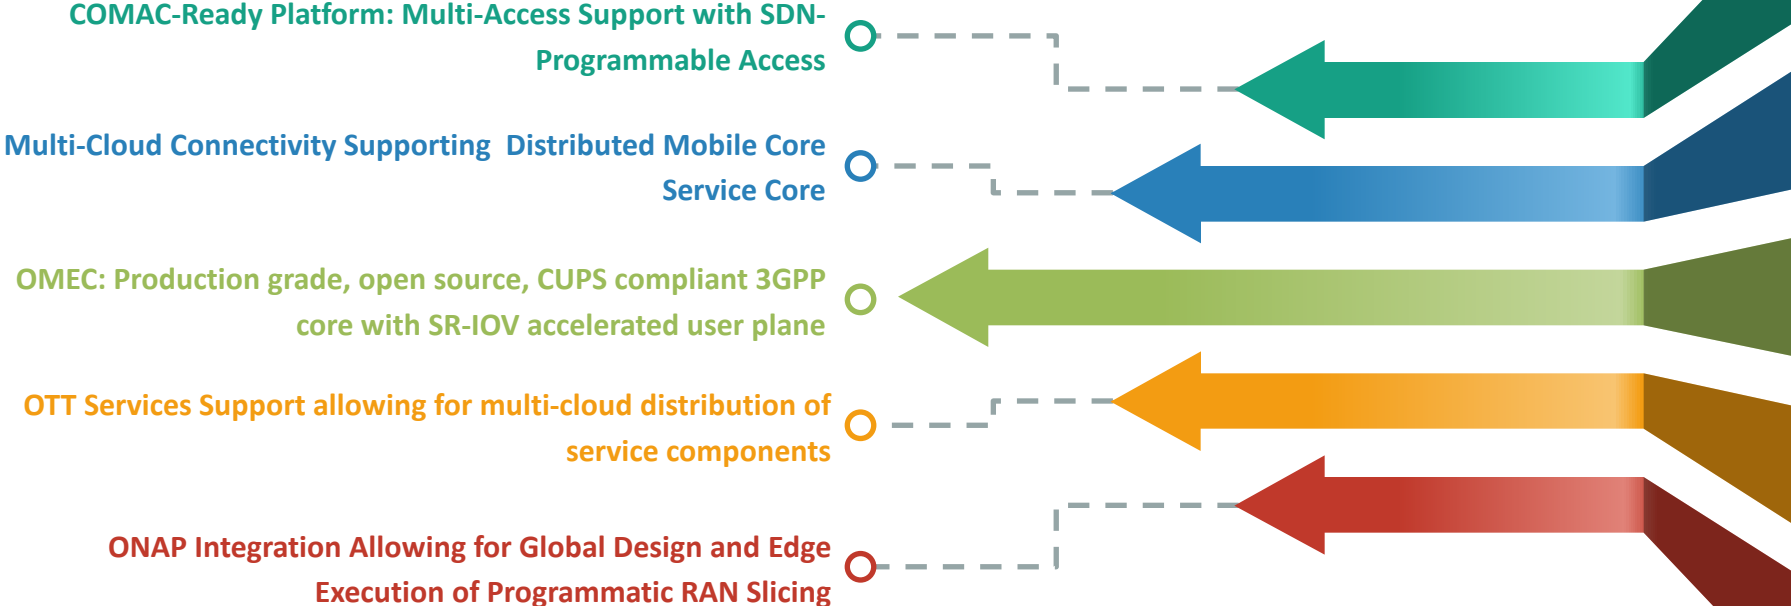 COMAC-Ready Platform: Multi-Access Support with SDN-
Programmable Access
Multi-Cloud Connectivity Supporting  Distributed Mobile Core
Service Core
OMEC: Production grade, open source, CUPS compliant 3GPP
core with SR-IOV accelerated user plane
OTT Services Support allowing for multi-cloud distribution of
service components
ONAP Integration Allowing for Global Design and Edge
Execution of Programmatic RAN Slicing